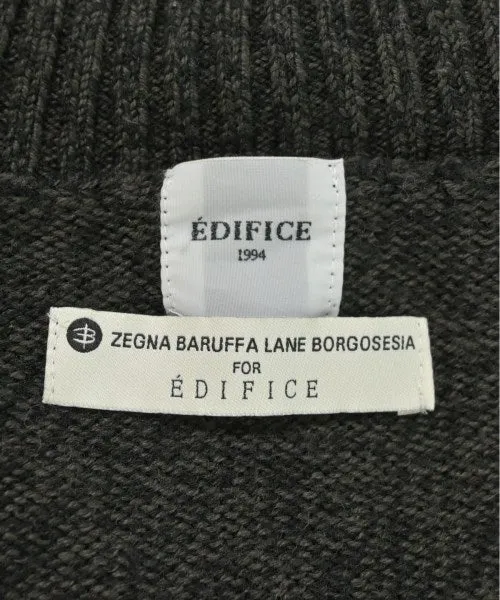 ÉDIFICE
1994
ZEGNA BARUFFA LANE BORGOSESIA
FOR
ÉDIFICE